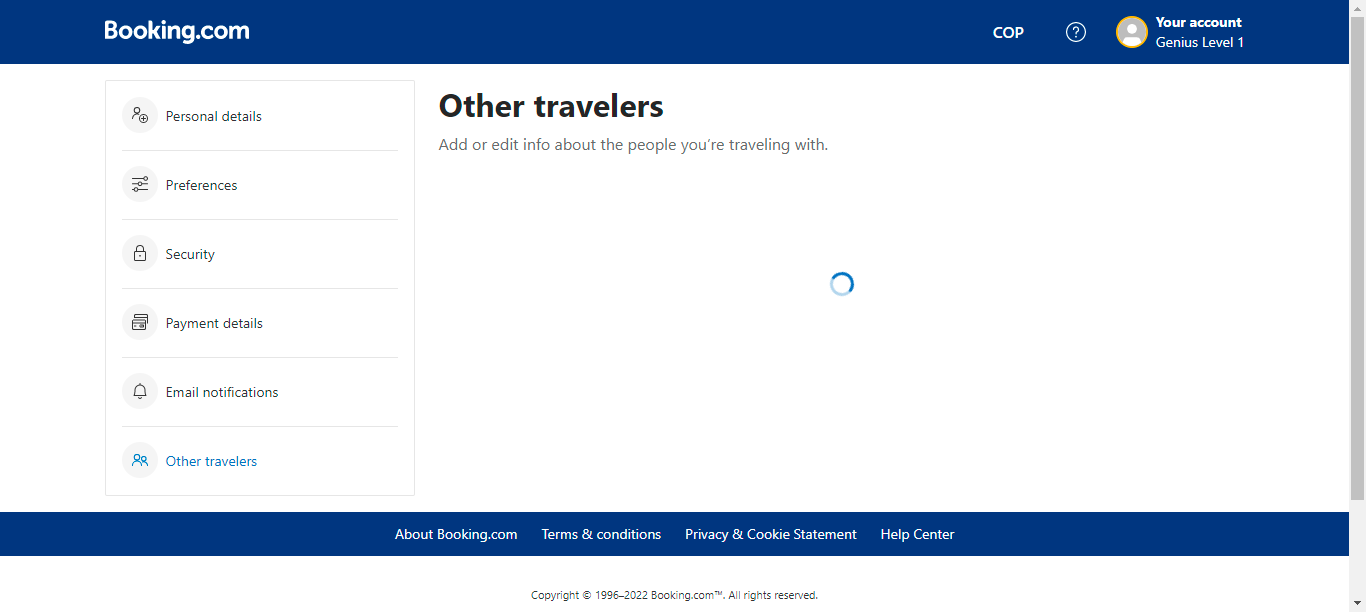 Booking.com
COP
Your account
Genius Level 1
Personal details
Preferences
Security
Payment details
Email notifications
Other travelers
Other travelers
Add or edit info about the people you’re traveling with.
About Booking.com Terms & conditions Privacy & Cookie Statement Help Center
Copyright © 1996–2022 Booking.com™. All rights reserved.